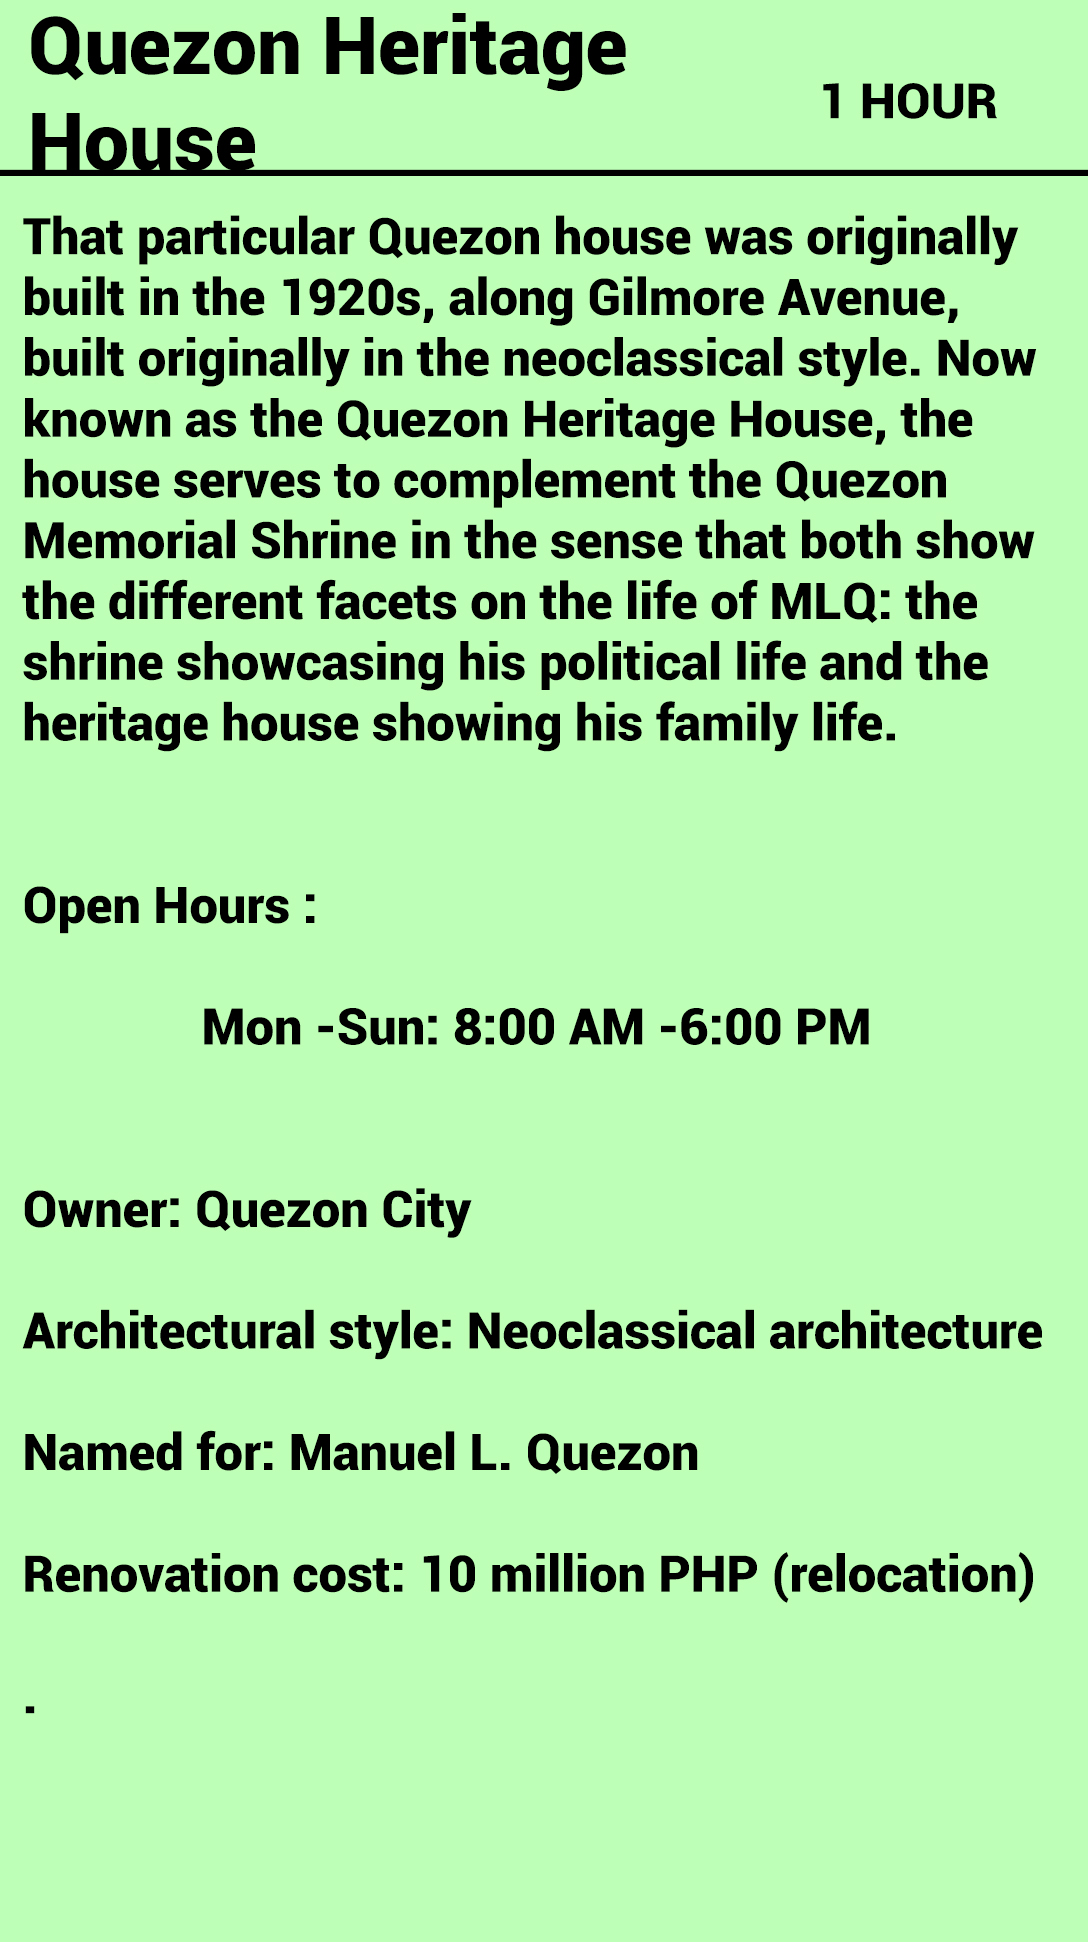 Quezon Heritage
House
1 HOUR
That particular Quezon house was originally
built in the 1920s, along Gilmore Avenue,
built originally in the neoclassical style. Now
known as the Quezon Heritage House, the
house serves to complement the Quezon
Memorial Shrine in the sense that both show
the different facets on the life of MLQ: the
shrine showcasing his political life and the
heritage house showing his family life.
Open Hours :
Mon -Sun: 8:00 AM -6:00 PM
Owner: Quezon City
Architectural style: Neoclassical architecture
Named for: Manuel L. Quezon
Renovation cost: 10 million PHP (relocation)
.